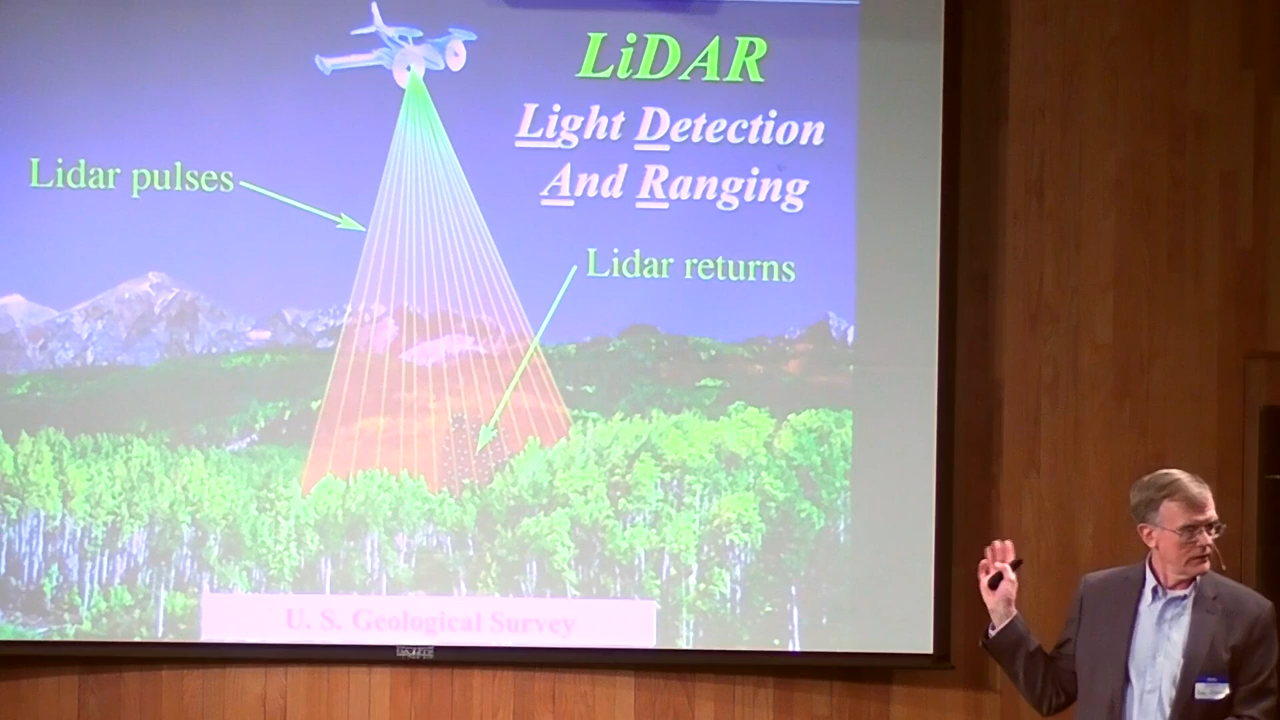 LiDAR
Light Detection
And Ranging
Lidar pulses
Lidar returns
U. S. Geological Survey